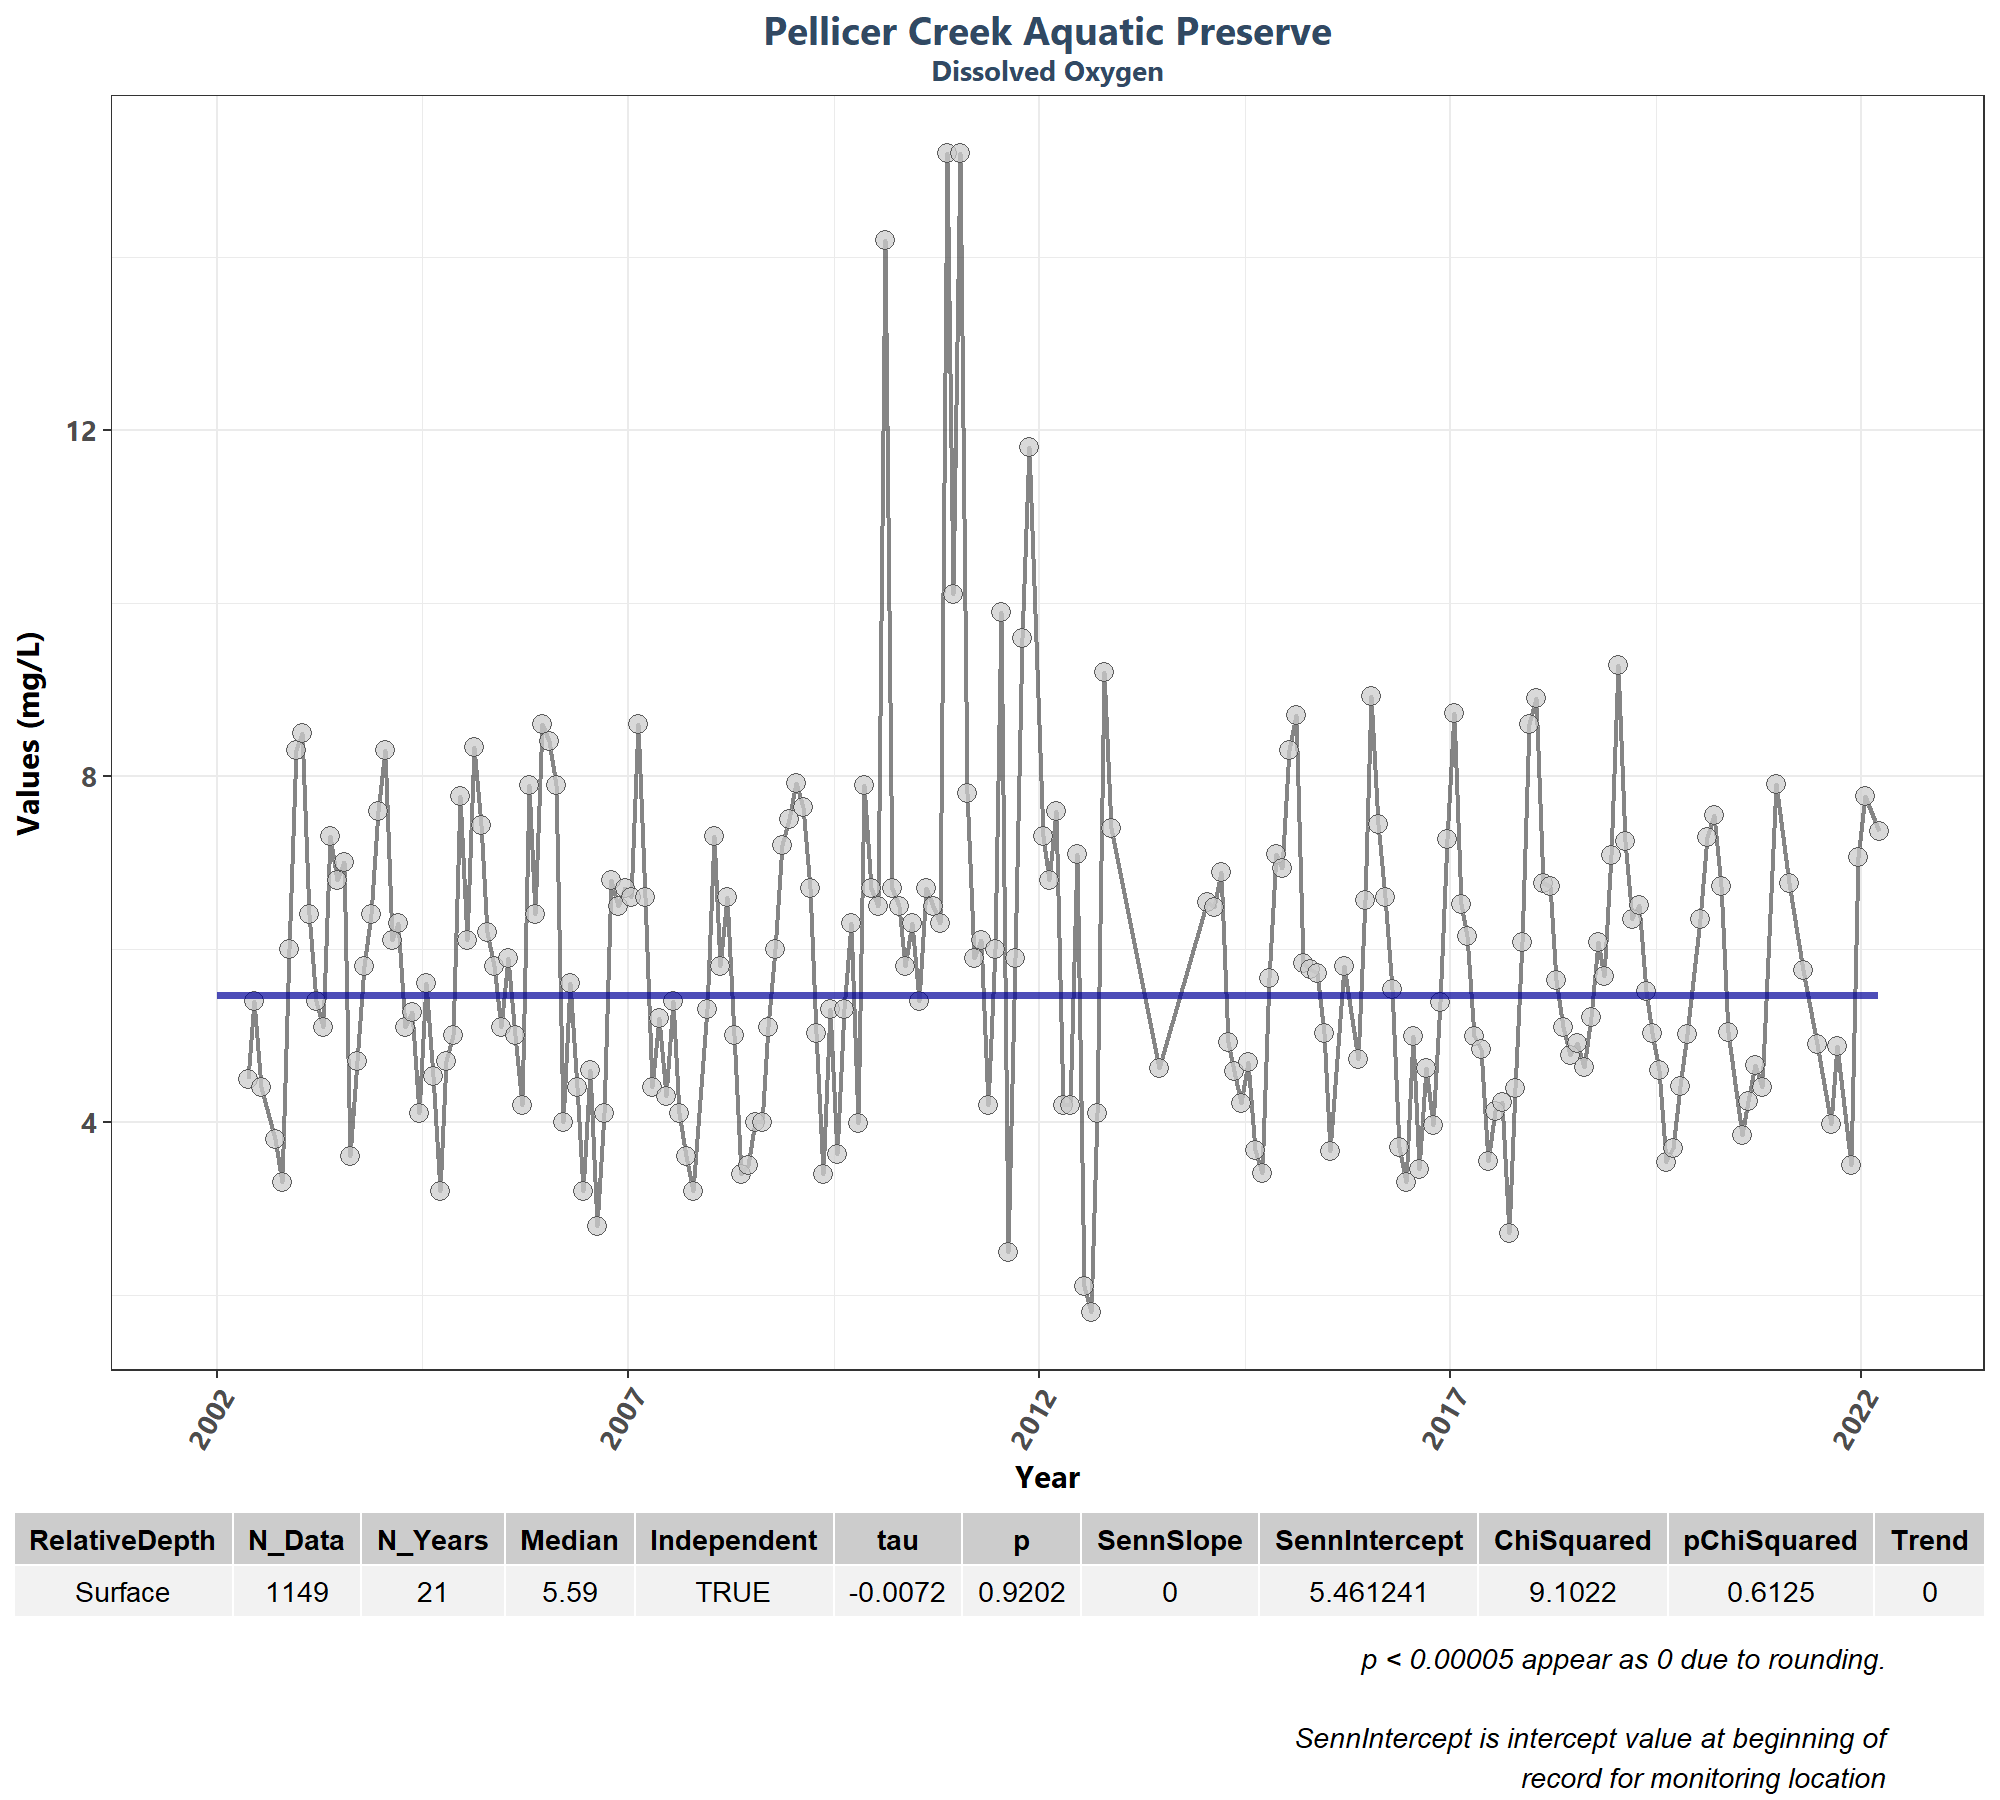 Pellicer Creek Aquatic Preserve
Dissolved Oxygen
Values (mg/L)
12
8
4
2002 2007 2012 2017 2022
Year
RelativeDepth N_Data N_Years Median Independent tau p SennSlope SennIntercept ChiSquared pChiSquared Trend
Surface 1149 21 5.59 TRUE -0.0072 0.9202 0 5.461241 9.1022 0.6125 0
p < 0.00005 appear as 0 due to rounding.
SennIntercept is intercept value at beginning of
record for monitoring location